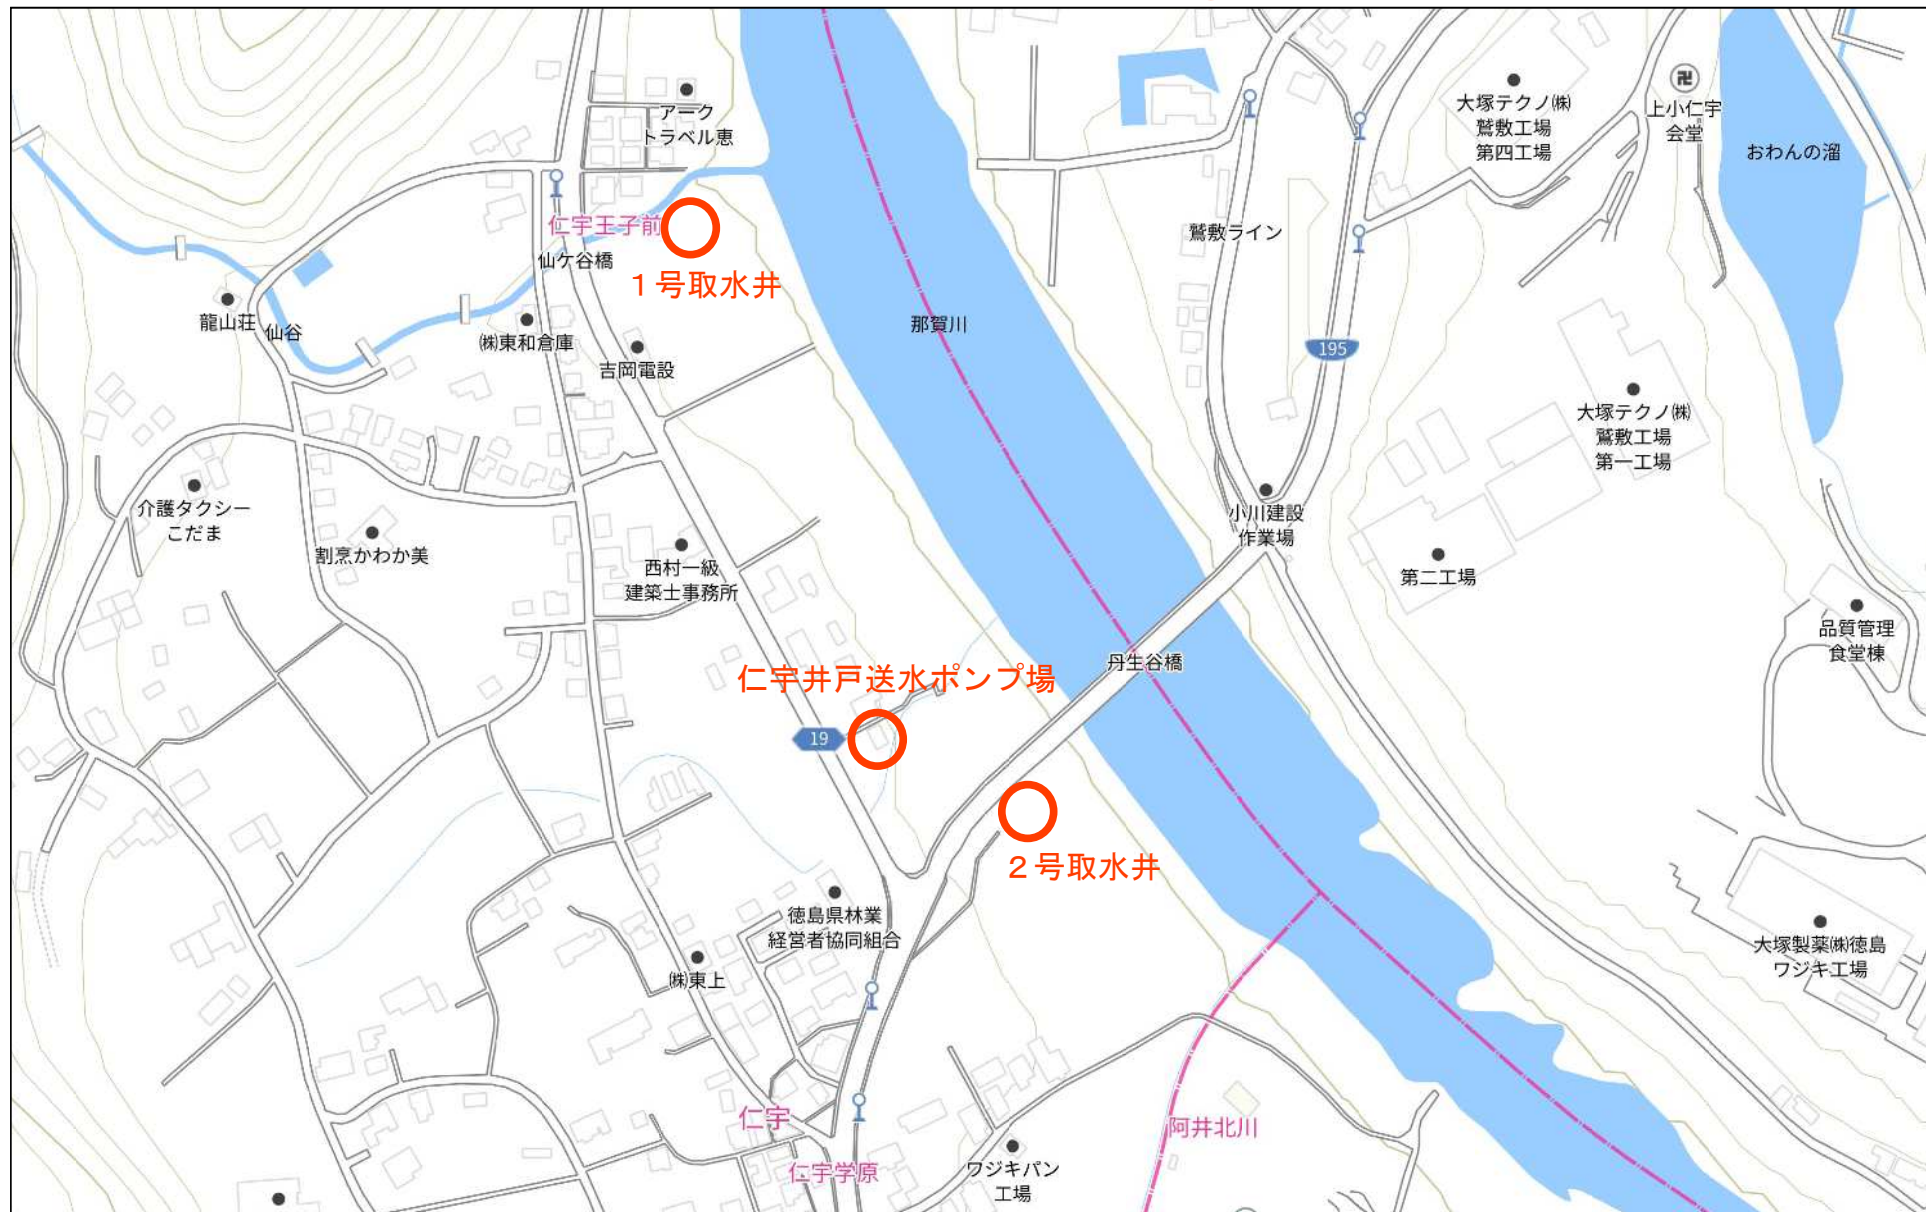 アーク
トラベル恵
大塚テクノ㈱
鷲敷工場
第四工場
上小仁宇
会堂
おわんの溜
仁宇王子前
仙ケ谷橋
1号取水井
鷲敷ライン
龍山荘
仙谷
㈱東和倉庫
吉岡電設
那賀川
195
大塚テクノ㈱
鷲敷工場
第一工場
介護タクシー
こだま
割烹かわか美
西村一級
建築士事務所
小川建設
作業場
第二工場
品質管理
食堂棟
丹生谷橋
仁宇井戸送水ポンプ場
19
2号取水井
徳島県林業
経営者協同組合
㈱東上
大塚製薬㈱徳島
ワジキ工場
仁宇
阿井北川
仁宇学原
ワジキパン
工場